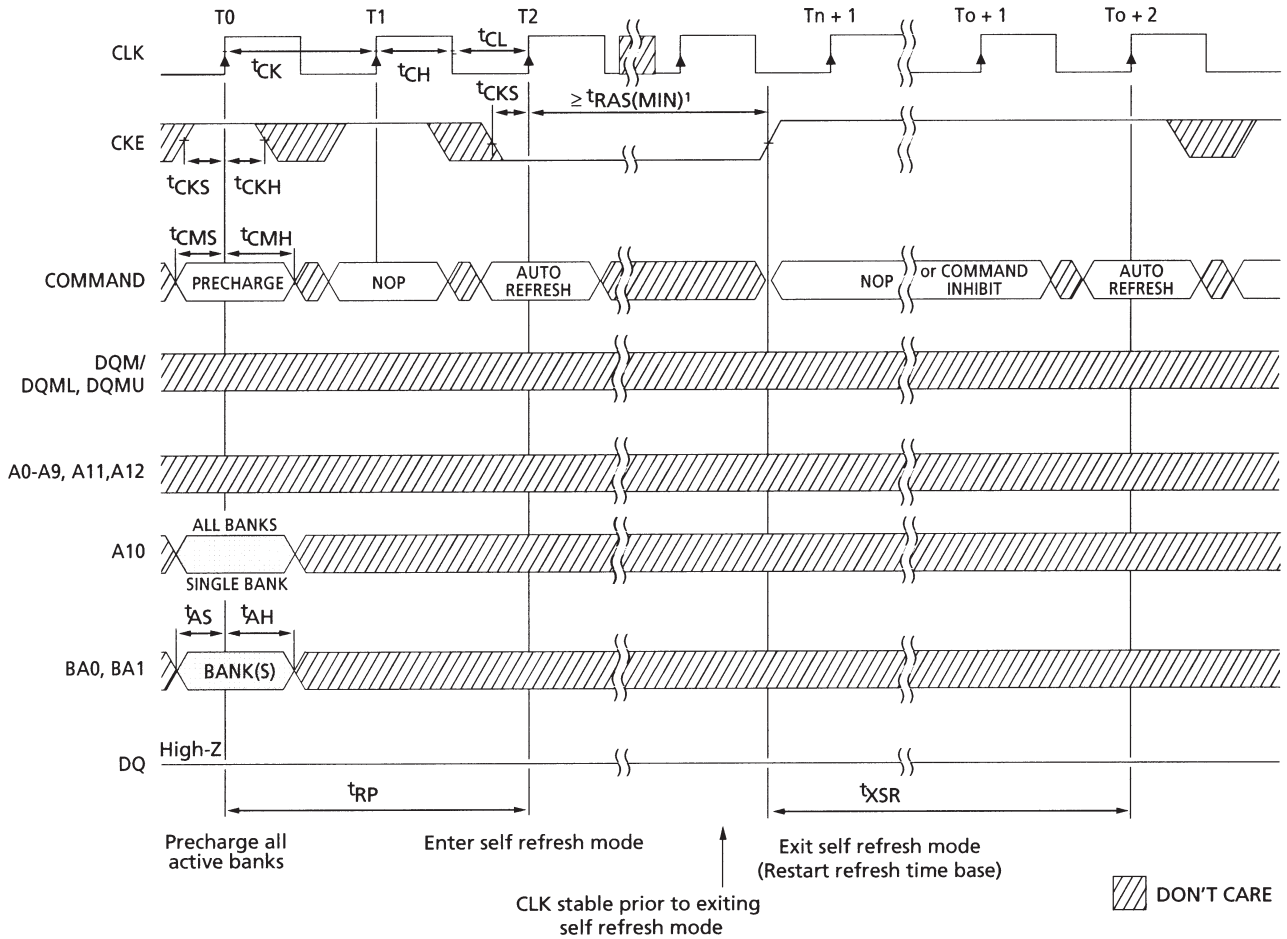 T0 T1 T2 Tn + 1 To + 1 To + 2
CLK
tCK tCH tCL
tCKS ≥ tRAS(MIN)¹
CKE
tCKS tCKH
tCMS tCMH
COMMAND PRECHARGE NOP AUTO REFRESH NOP or COMMAND INHIBIT AUTO REFRESH
DQM/
DQML, DQMU
A0-A9, A11,A12
ALL BANKS
A10
SINGLE BANK
tAS tAH
BA0, BA1 BANK(S)
High-Z
DQ
tRP tXSR
Precharge all
active banks
Enter self refresh mode
CLK stable prior to exiting
self refresh mode
Exit self refresh mode
(Restart refresh time base)
DON'T CARE